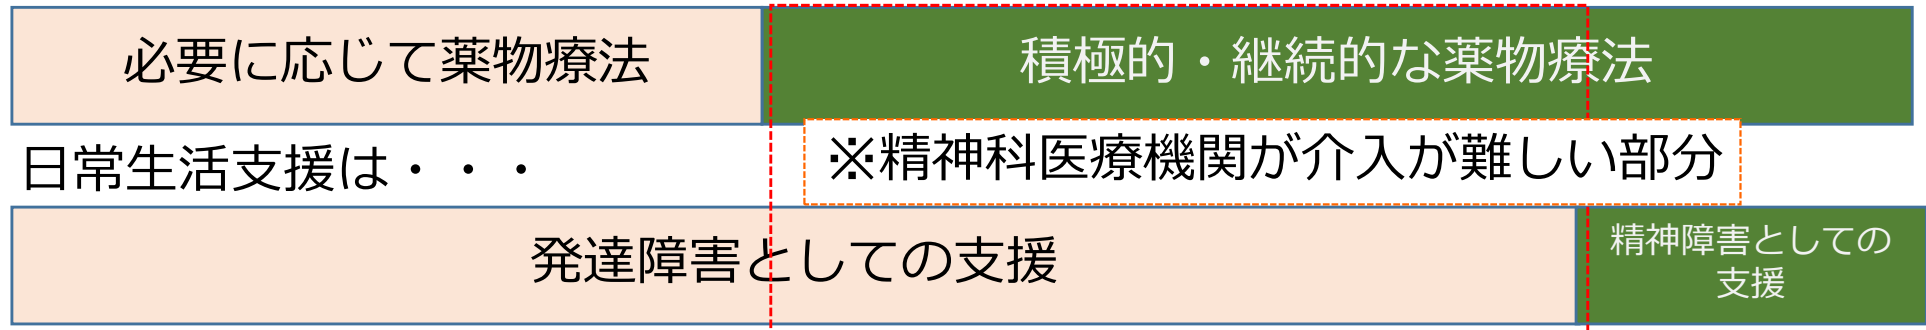 必要に応じて薬物療法
積極的・継続的な薬物療法
日常生活支援は・・・
※精神科医療機関が介入が難しい部分
発達障害としての支援
精神障害としての
支援